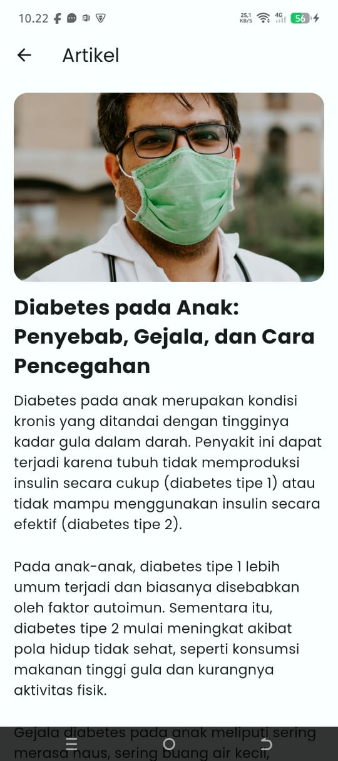 10.22
25,1
KB/s
4G
56
Artikel
Diabetes pada Anak:
Penyebab, Gejala, dan Cara
Pencegahan
Diabetes pada anak merupakan kondisi
kronis yang ditandai dengan tingginya
kadar gula dalam darah. Penyakit ini dapat
terjadi karena tubuh tidak memproduksi
insulin secara cukup (diabetes tipe 1) atau
tidak mampu menggunakan insulin secara
efektif (diabetes tipe 2).
Pada anak-anak, diabetes tipe 1 lebih
umum terjadi dan biasanya disebabkan
oleh faktor autoimun. Sementara itu,
diabetes tipe 2 mulai meningkat akibat
pola hidup tidak sehat, seperti konsumsi
makanan tinggi gula dan kurangnya
aktivitas fisik.
Gejala diabetes pada anak meliputi sering
merasa haus, sering buang air kecil,